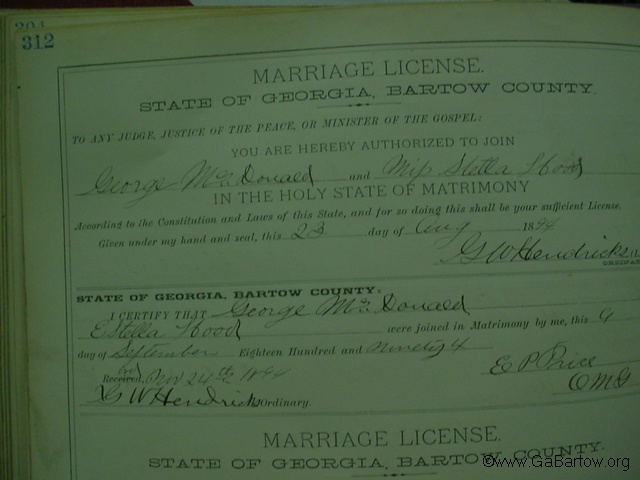 312
MARRIAGE LICENSE.
STATE OF GEORGIA, BARTOW COUNTY.
TO ANY JUDGE, JUSTICE OF THE PEACE, OR MINISTER OF THE GOSPEL:
YOU ARE HEREBY AUTHORIZED TO JOIN
George McDonald and Miss Stella Hood
IN THE HOLY STATE OF MATRIMONY
According to the Constitution and Laws of this State, and for so doing this shall be your sufficient License.
Given under my hand and seal, this 23 day of Aug 1894
G W Hendricks
STATE OF GEORGIA, BARTOW COUNTY:
I CERTIFY THAT George McDonald
Estella Hood were joined in Matrimony by me, this 9
day of September Eighteen Hundred and ninety 4
E P Price
Received, Nov 24th 1894
G W Hendricks Ordinary.
MARRIAGE LICENSE.
STATE OF GEORGIA, BARTOW COUNTY.
©www.GaBartow.org